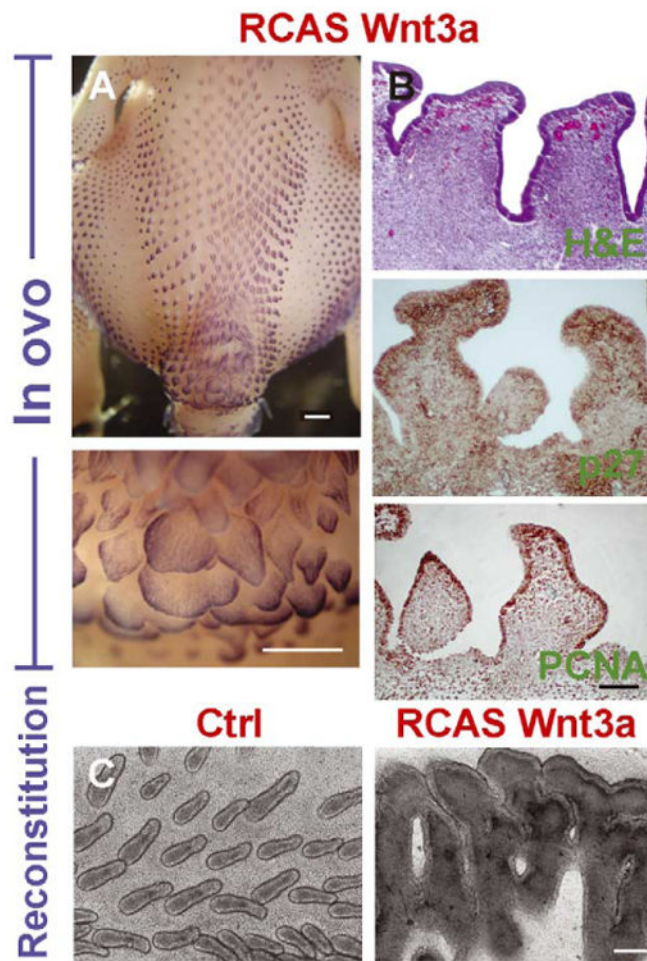 RCAS Wnt3a
In ovo
A
B
H&E
p27
PCNA
Reconstitution
Ctrl
RCAS Wnt3a
C